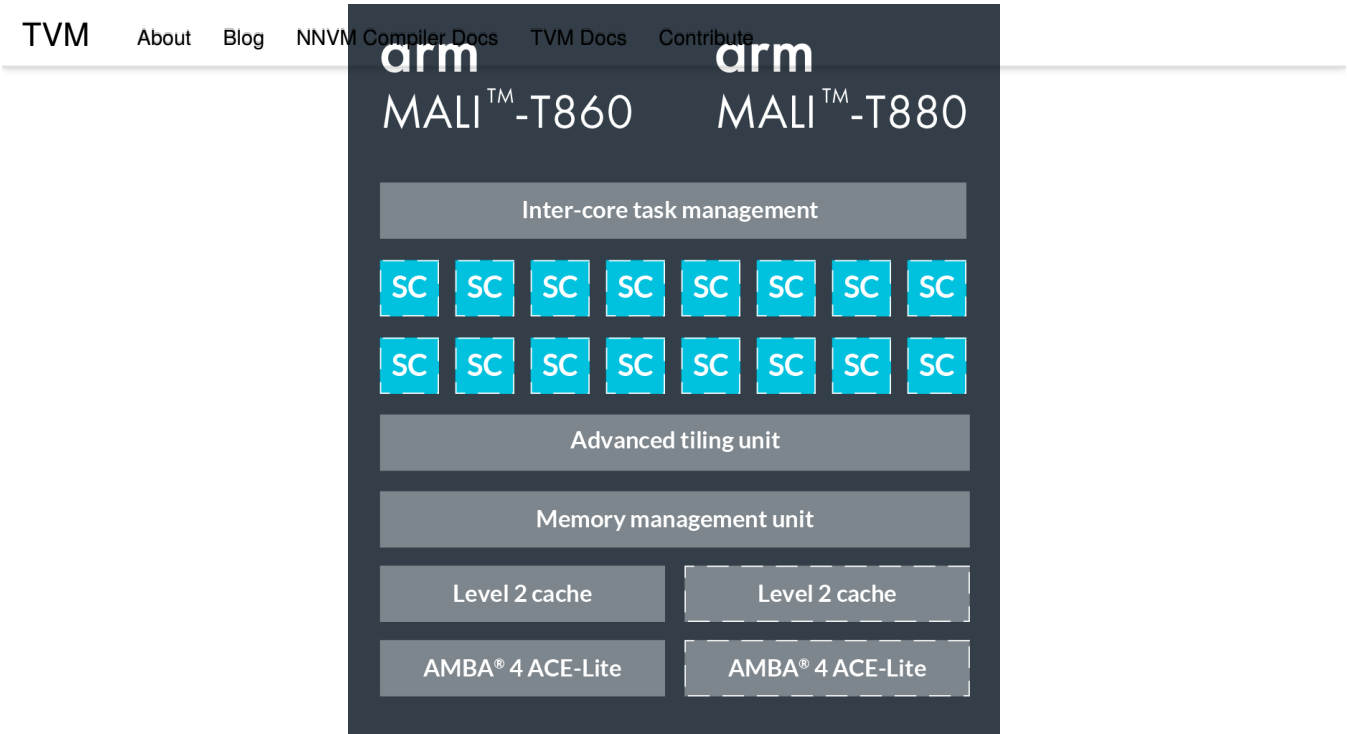 TVM About Blog NNVM Compiler Docs TVM Docs Contribute
arm arm
MALI™-T860 MALI™-T880
Inter-core task management
SC SC SC SC SC SC SC SC
SC SC SC SC SC SC SC SC
Advanced tiling unit
Memory management unit
Level 2 cache Level 2 cache
AMBA® 4 ACE-Lite AMBA® 4 ACE-Lite